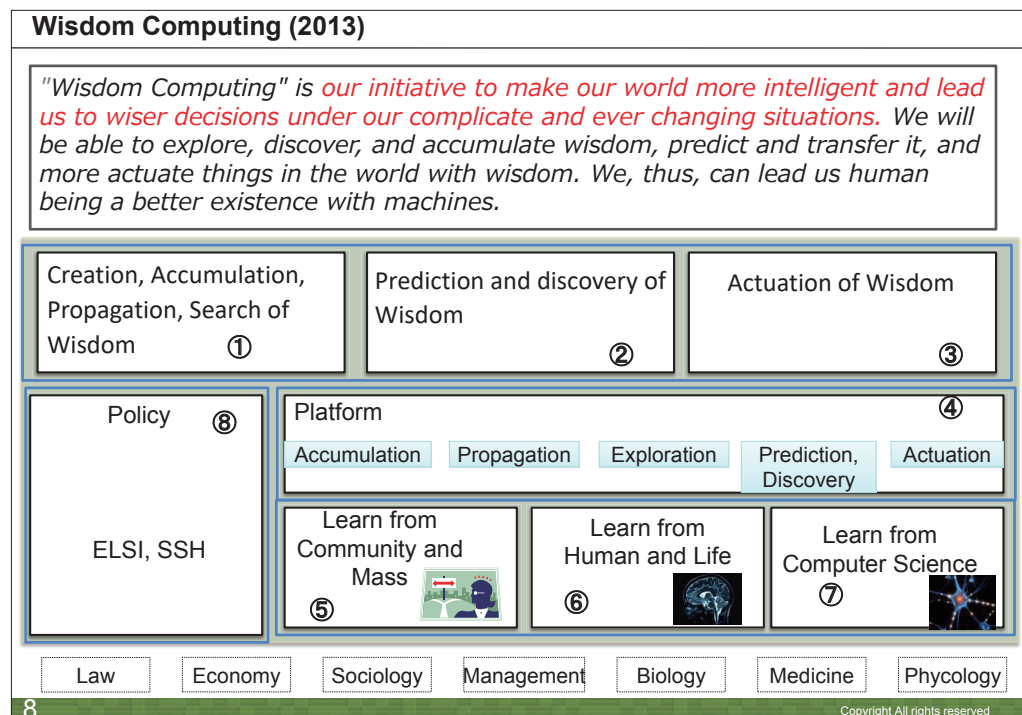 Wisdom Computing (2013)
"Wisdom Computing" is our initiative to make our world more intelligent and lead
us to wiser decisions under our complicate and ever changing situations. We will
be able to explore, discover, and accumulate wisdom, predict and transfer it, and
more actuate things in the world with wisdom. We, thus, can lead us human
being a better existence with machines.
Creation, Accumulation,
Propagation, Search of
Wisdom ①
Prediction and discovery of
Wisdom
②
Actuation of Wisdom
③
Policy ⑧
ELSI, SSH
Platform ④
Accumulation
Propagation
Exploration
Prediction,
Discovery
Actuation
Learn from
Community and
Mass
⑤
Learn from
Human and Life
⑥
Learn from
Computer Science
⑦
Law
Economy
Sociology
Management
Biology
Medicine
Phycology
8
Copyright All rights reserved